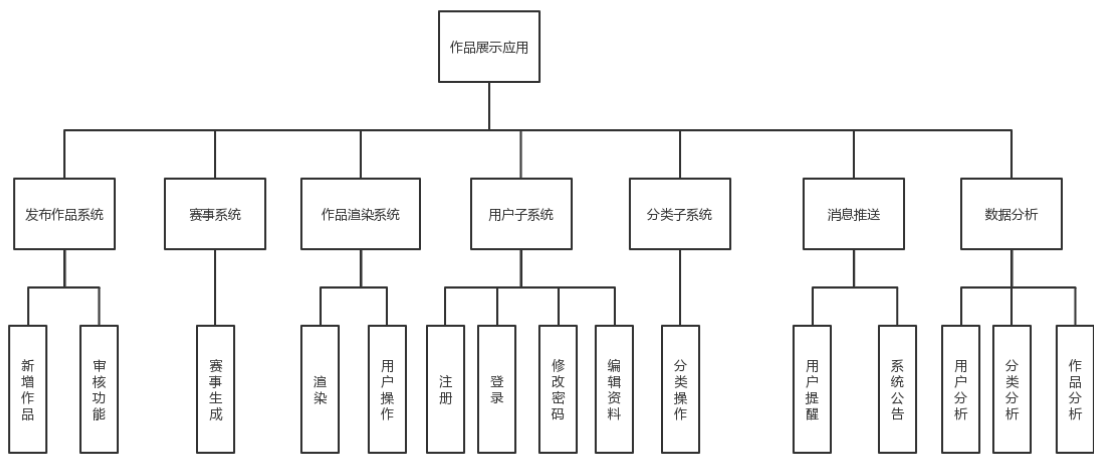 作品展示应用
发布作品系统
赛事系统
作品渲染系统
用户子系统
分类子系统
消息推送
数据分析
新增作品
审核功能
赛事生成
渲染
用户操作
注册
登录
修改密码
编辑资料
分类操作
用户提醒
系统公告
用户分析
分类分析
作品分析